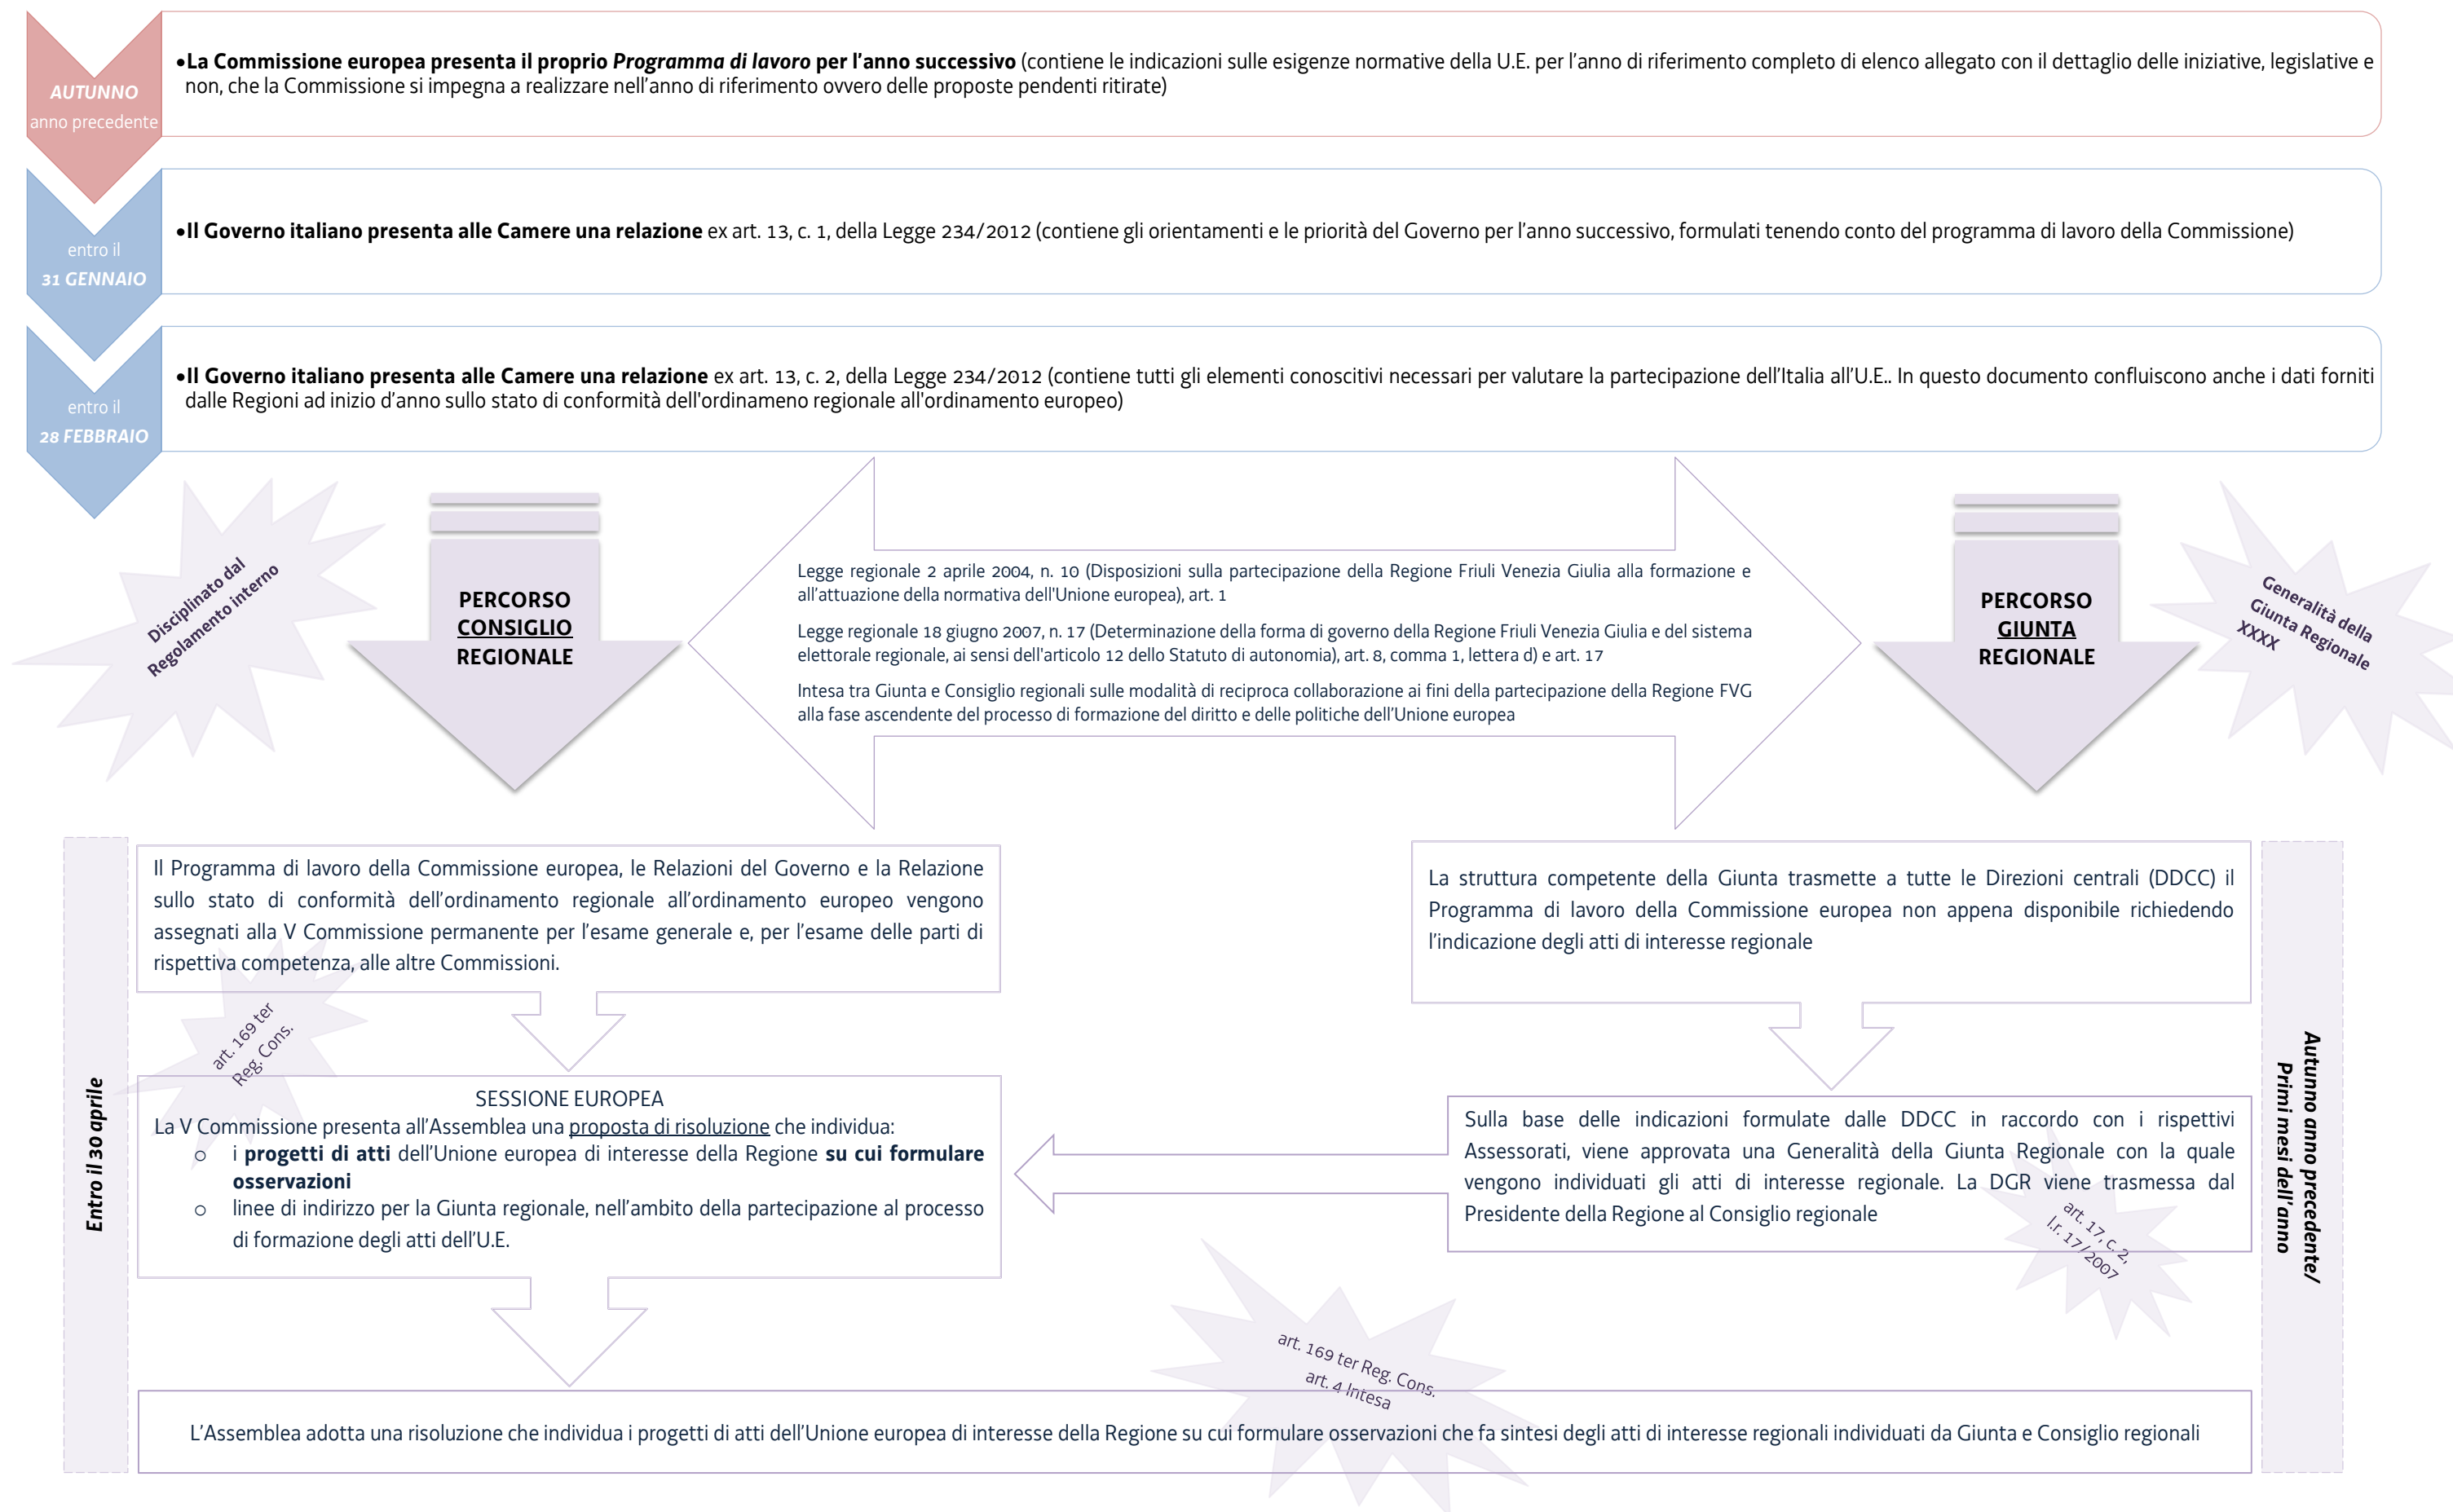 AUTUNNO
anno precedente
•La Commissione europea presenta il proprio Programma di lavoro per l'anno successivo (contiene le indicazioni sulle esigenze normative della U.E. per l'anno di riferimento completo di elenco allegato con il dettaglio delle iniziative, legislative e
non, che la Commissione si impegna a realizzare nell'anno di riferimento ovvero delle proposte pendenti ritirate)
entro il
31 GENNAIO
•Il Governo italiano presenta alle Camere una relazione ex art. 13, c. 1, della Legge 234/2012 (contiene gli orientamenti e le priorità del Governo per l'anno successivo, formulati tenendo conto del programma di lavoro della Commissione)
entro il
28 FEBBRAIO
•Il Governo italiano presenta alle Camere una relazione ex art. 13, c. 2, della Legge 234/2012 (contiene tutti gli elementi conoscitivi necessari per valutare la partecipazione dell'Italia all'U.E.. In questo documento confluiscono anche i dati forniti
dalle Regioni ad inizio d'anno sullo stato di conformità dell'ordinameno regionale all'ordinamento europeo)
Disciplinato dal
Regolamento interno
PERCORSO
CONSIGLIO
REGIONALE
Legge regionale 2 aprile 2004, n. 10 (Disposizioni sulla partecipazione della Regione Friuli Venezia Giulia alla formazione e
all'attuazione della normativa dell'Unione europea), art. 1
Legge regionale 18 giugno 2007, n. 17 (Determinazione della forma di governo della Regione Friuli Venezia Giulia e del sistema
elettorale regionale, ai sensi dell'articolo 12 dello Statuto di autonomia), art. 8, comma 1, lettera d) e art. 17
Intesa tra Giunta e Consiglio regionali sulle modalità di reciproca collaborazione ai fini della partecipazione della Regione FVG
alla fase ascendente del processo di formazione del diritto e delle politiche dell'Unione europea
PERCORSO
GIUNTA
REGIONALE
Generalità della
Giunta Regionale
XXXX
Entro il 30 aprile
Il Programma di lavoro della Commissione europea, le Relazioni del Governo e la Relazione
sullo stato di conformità dell'ordinamento regionale all'ordinamento europeo vengono
assegnati alla V Commissione permanente per l'esame generale e, per l'esame delle parti di
rispettiva competenza, alle altre Commissioni.
art. 169 ter
Reg. Cons.
SESSIONE EUROPEA
La V Commissione presenta all'Assemblea una proposta di risoluzione che individua:
o i progetti di atti dell'Unione europea di interesse della Regione su cui formulare
osservazioni
o linee di indirizzo per la Giunta regionale, nell'ambito della partecipazione al processo
di formazione degli atti dell'U.E.
La struttura competente della Giunta trasmette a tutte le Direzioni centrali (DDCC) il
Programma di lavoro della Commissione europea non appena disponibile richiedendo
l'indicazione degli atti di interesse regionale
Sulla base delle indicazioni formulate dalle DDCC in raccordo con i rispettivi
Assessorati, viene approvata una Generalità della Giunta Regionale con la quale
vengono individuati gli atti di interesse regionale. La DGR viene trasmessa dal
Presidente della Regione al Consiglio regionale
art. 17, c. 2,
l.r. 17/2007
Autunno anno precedente/
Primi mesi dell'anno
art. 169 ter Reg. Cons.
art. 4 Intesa
L'Assemblea adotta una risoluzione che individua i progetti di atti dell'Unione europea di interesse della Regione su cui formulare osservazioni che fa sintesi degli atti di interesse regionali individuati da Giunta e Consiglio regionali